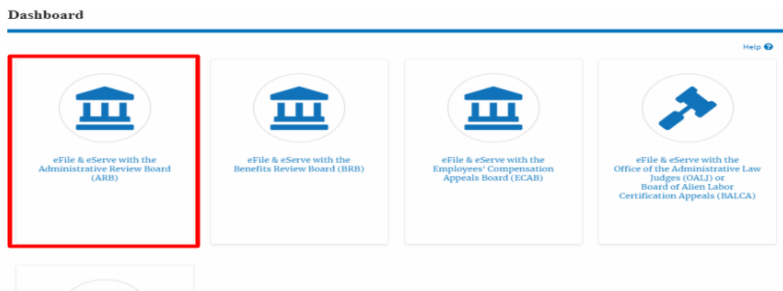 Dashboard
Help
eFile & eServe with the
Administrative Review Board
(ARB)
eFile & eServe with the
Benefits Review Board (BRB)
eFile & eServe with the
Employees' Compensation
Appeals Board (ECAB)
eFile & eServe with the
Office of the Administrative Law
Judges (OALJ) or
Board of Alien Labor
Certification Appeals (BALCA)